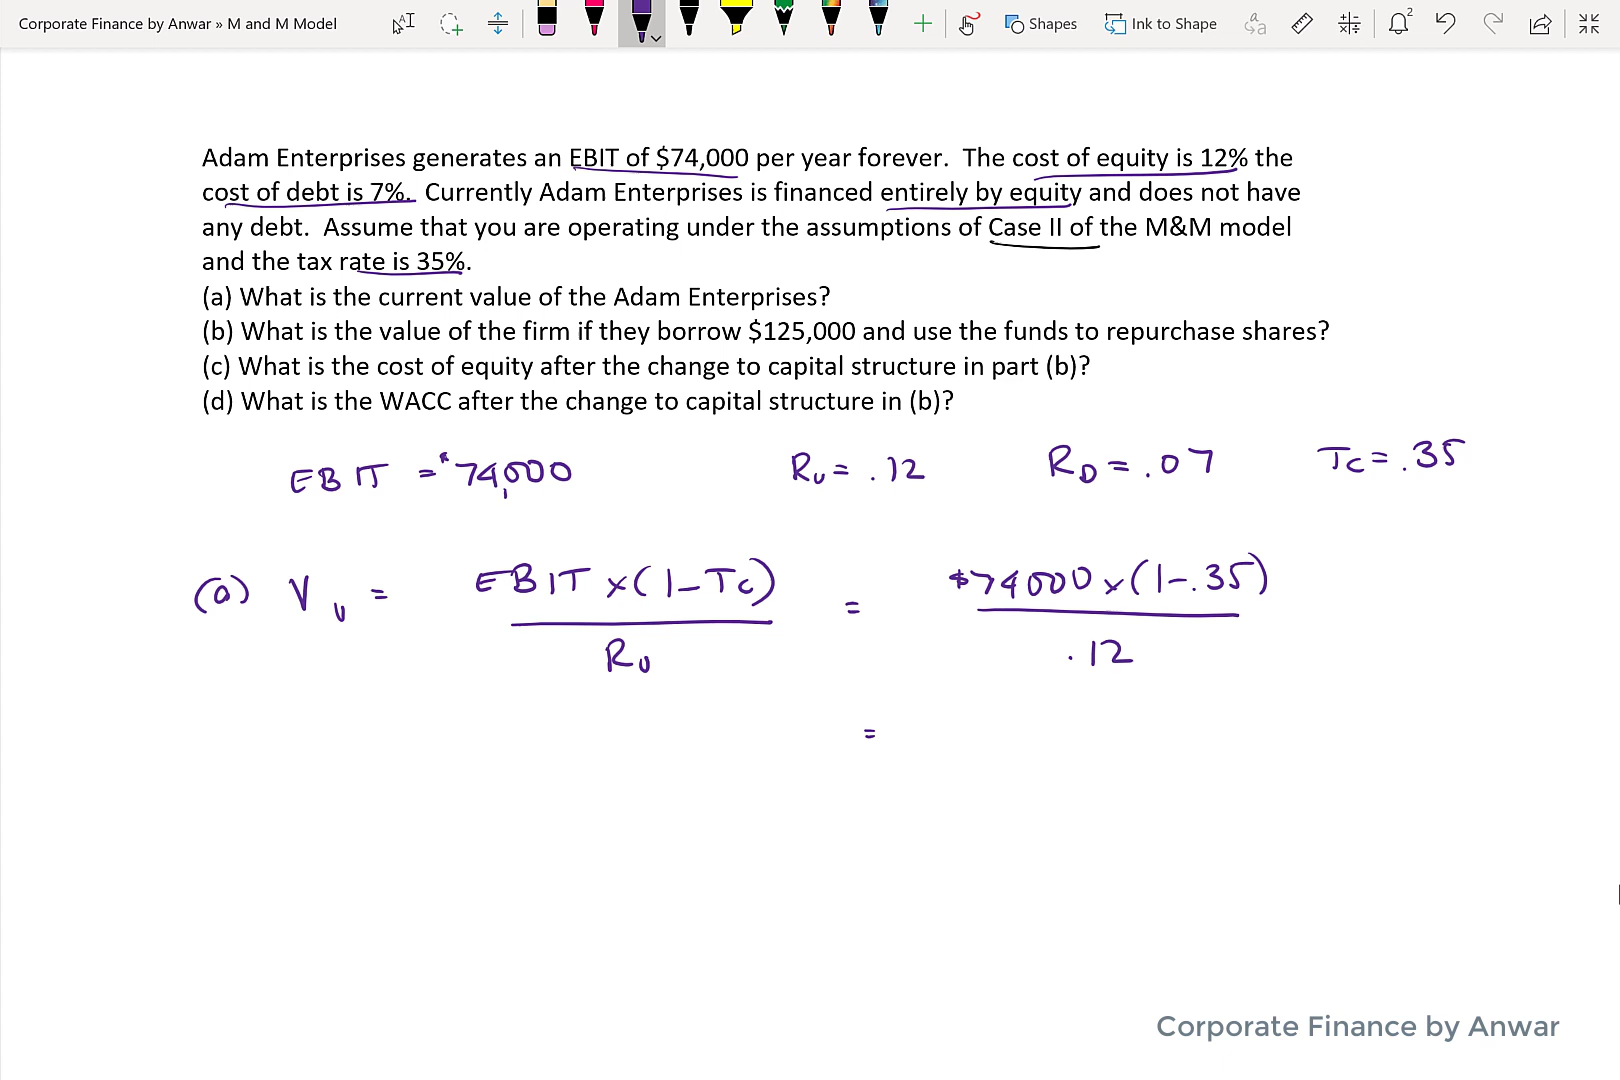 Corporate Finance by Anwar » M and M Model
Shapes
Ink to Shape
2
Adam Enterprises generates an EBIT of $74,000 per year forever. The cost of equity is 12% the
cost of debt is 7%. Currently Adam Enterprises is financed entirely by equity and does not have
any debt. Assume that you are operating under the assumptions of Case II of the M&M model
and the tax rate is 35%.
(a) What is the current value of the Adam Enterprises?
(b) What is the value of the firm if they borrow $125,000 and use the funds to repurchase shares?
(c) What is the cost of equity after the change to capital structure in part (b)?
(d) What is the WACC after the change to capital structure in (b)?
EBIT = $74,000 RU = .12 RD = .07 TC = .35
(a) VU = EBIT x (1-TC) = $74000 x (1-.35)
RU .12
=
Corporate Finance by Anwar